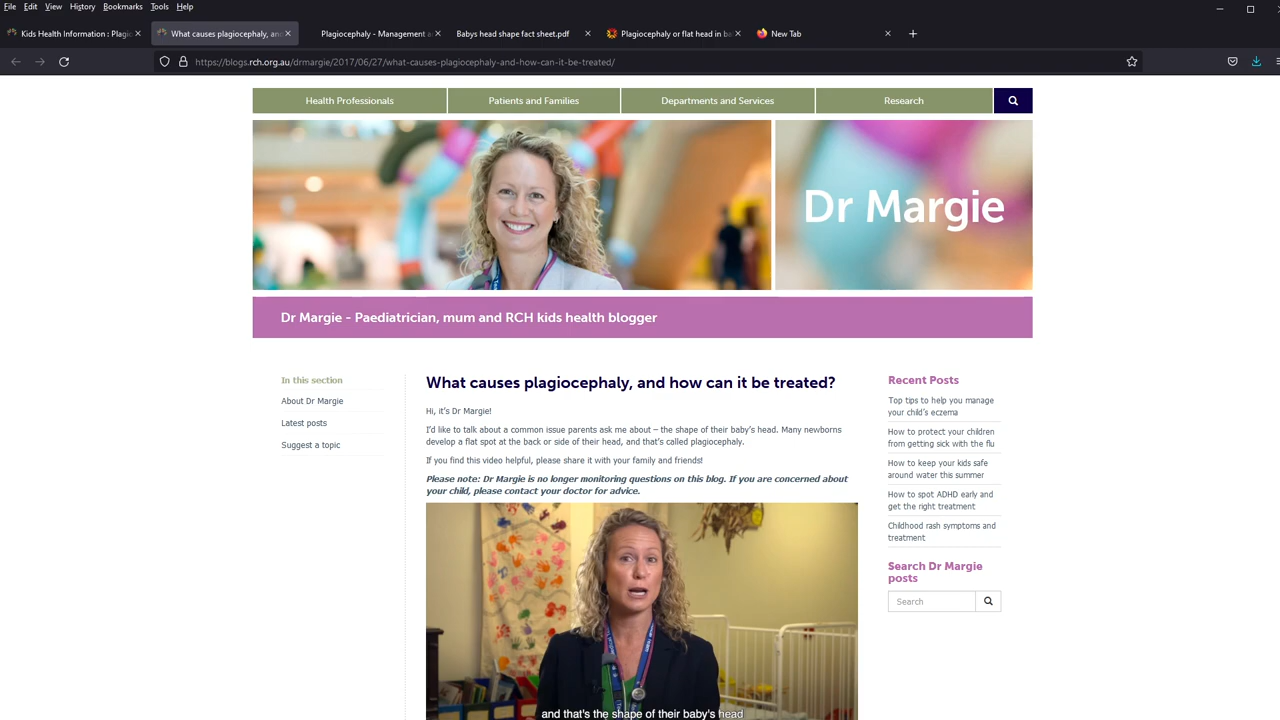 File Edit View History Bookmarks Tools Help
Kids Health Information : Plagio
What causes plagiocephaly, and
Plagiocephaly - Management a
Babys head shape fact sheet.pdf
Plagiocephaly or flat head in ba
New Tab
https://blogs.rch.org.au/drmargie/2017/06/27/what-causes-plagiocephaly-and-how-can-it-be-treated/
Health Professionals
Patients and Families
Departments and Services
Research
Dr Margie
Dr Margie - Paediatrician, mum and RCH kids health blogger
In this section
About Dr Margie
Latest posts
Suggest a topic
What causes plagiocephaly, and how can it be treated?
Hi, it's Dr Margie!
I'd like to talk about a common issue parents ask me about – the shape of their baby's head. Many newborns
develop a flat spot at the back or side of their head, and that's called plagiocephaly.
If you find this video helpful, please share it with your family and friends!
Please note: Dr Margie is no longer monitoring questions on this blog. If you are concerned about
your child, please contact your doctor for advice.
and that's the shape of their baby's head
Recent Posts
Top tips to help you manage
your child's eczema
How to protect your children
from getting sick with the flu
How to keep your kids safe
around water this summer
How to spot ADHD early and
get the right treatment
Childhood rash symptoms and
treatment
Search Dr Margie
posts
Search